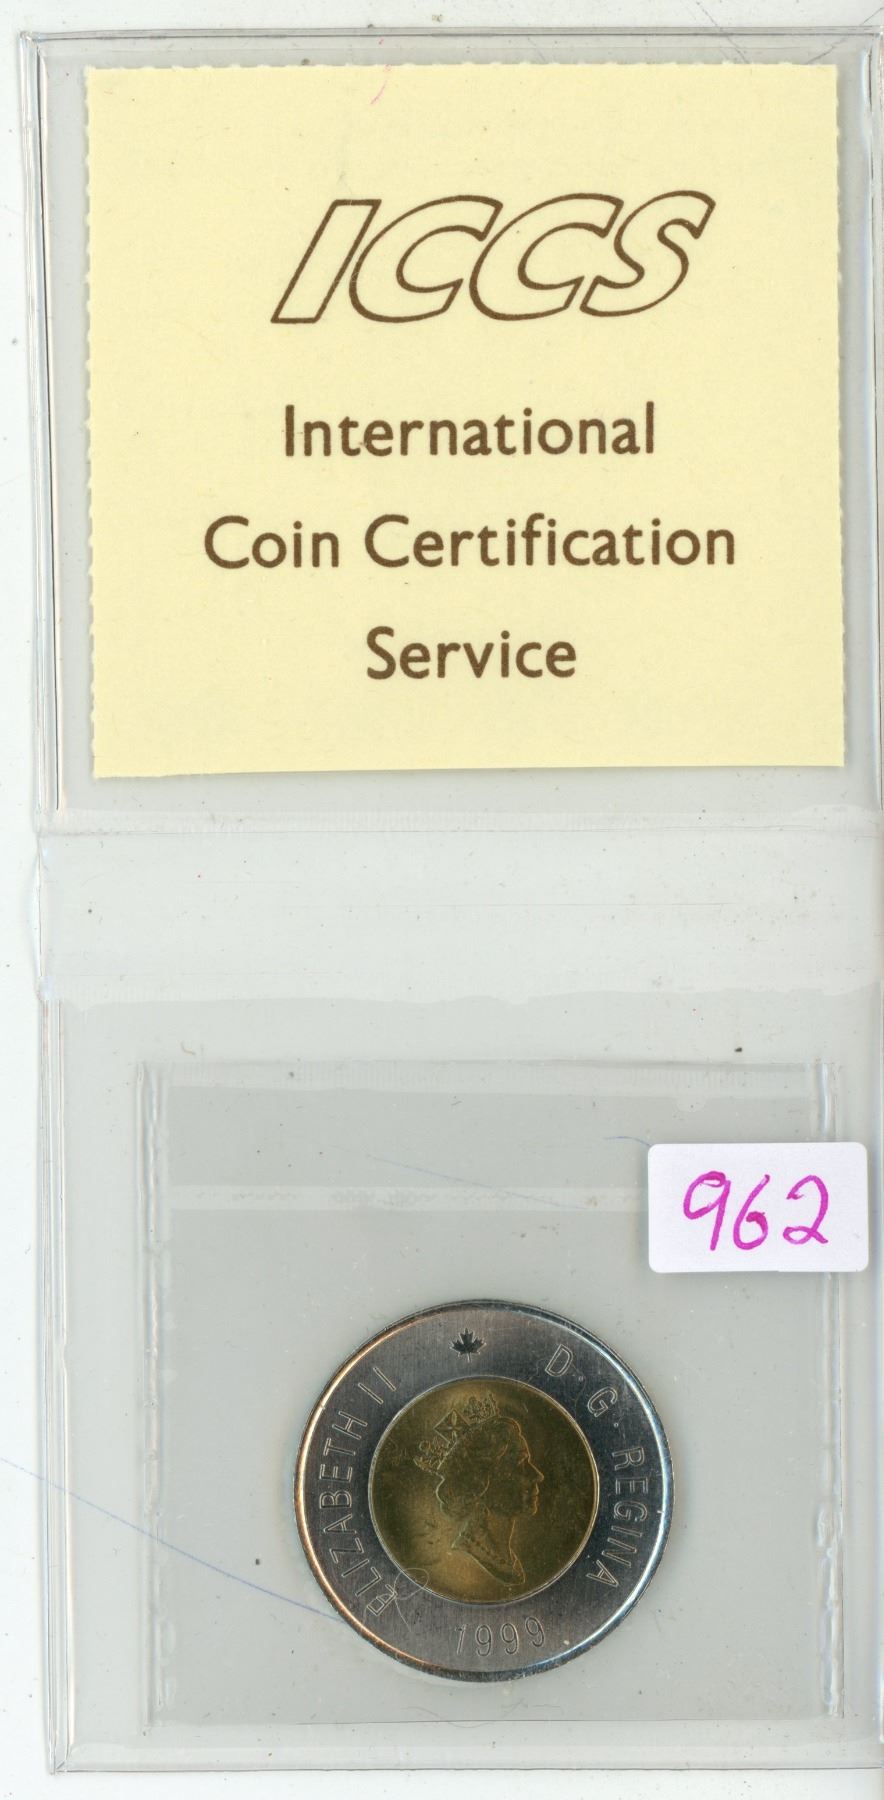 ICCS
International
Coin Certification
Service
962
ELIZABETH II D·G·REGINA
1999